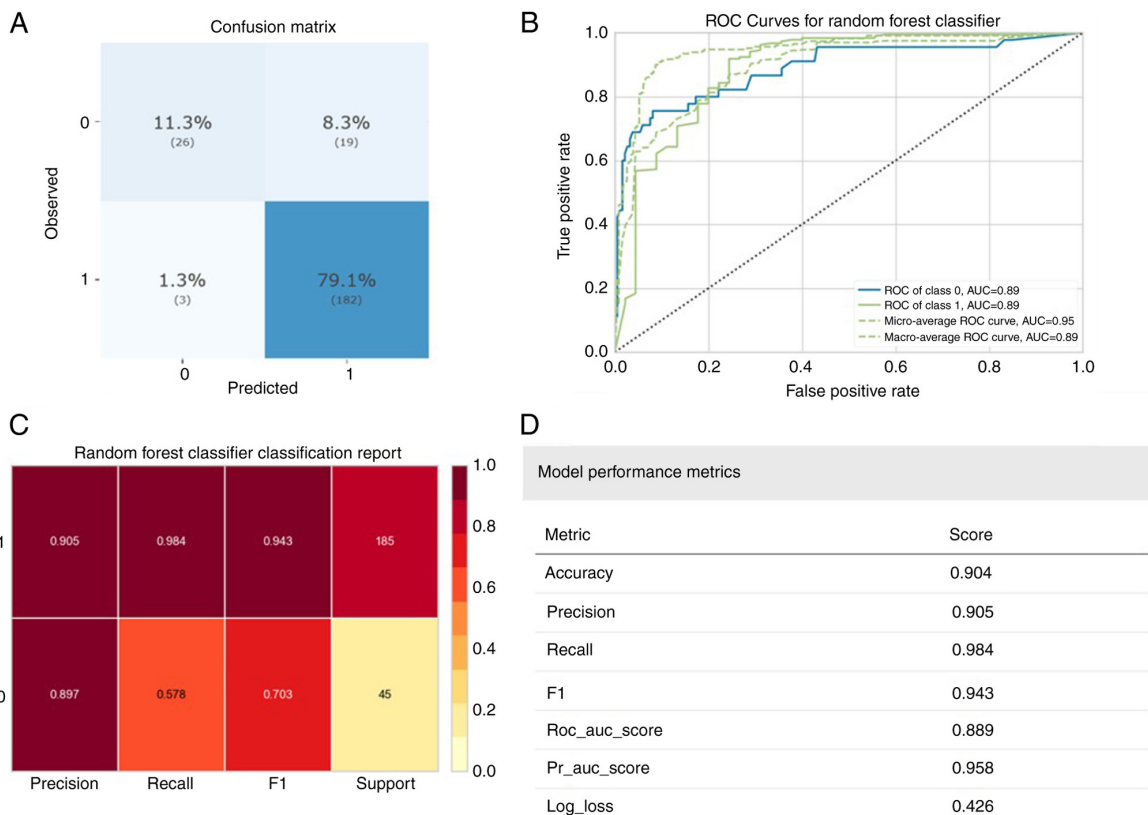 A
Confusion matrix
Observed
0
11.3%
(26)
8.3%
(19)
1
1.3%
(3)
79.1%
(182)
0
1
Predicted
B
ROC Curves for random forest classifier
True positive rate
1.0
0.8
0.6
0.4
0.2
0.0
ROC of class 0, AUC=0.89
ROC of class 1, AUC=0.89
Micro-average ROC curve, AUC=0.95
Macro-average ROC curve, AUC=0.89
0.0 0.2 0.4 0.6 0.8 1.0
False positive rate
C
Random forest classifier classification report
1
0.905 0.984 0.943 185
0
0.897 0.578 0.703 45
Precision Recall F1 Support
1.0
0.8
0.6
0.4
0.2
0.0
D
Model performance metrics
Metric Score
Accuracy 0.904
Precision 0.905
Recall 0.984
F1 0.943
Roc_auc_score 0.889
Pr_auc_score 0.958
Log_loss 0.426